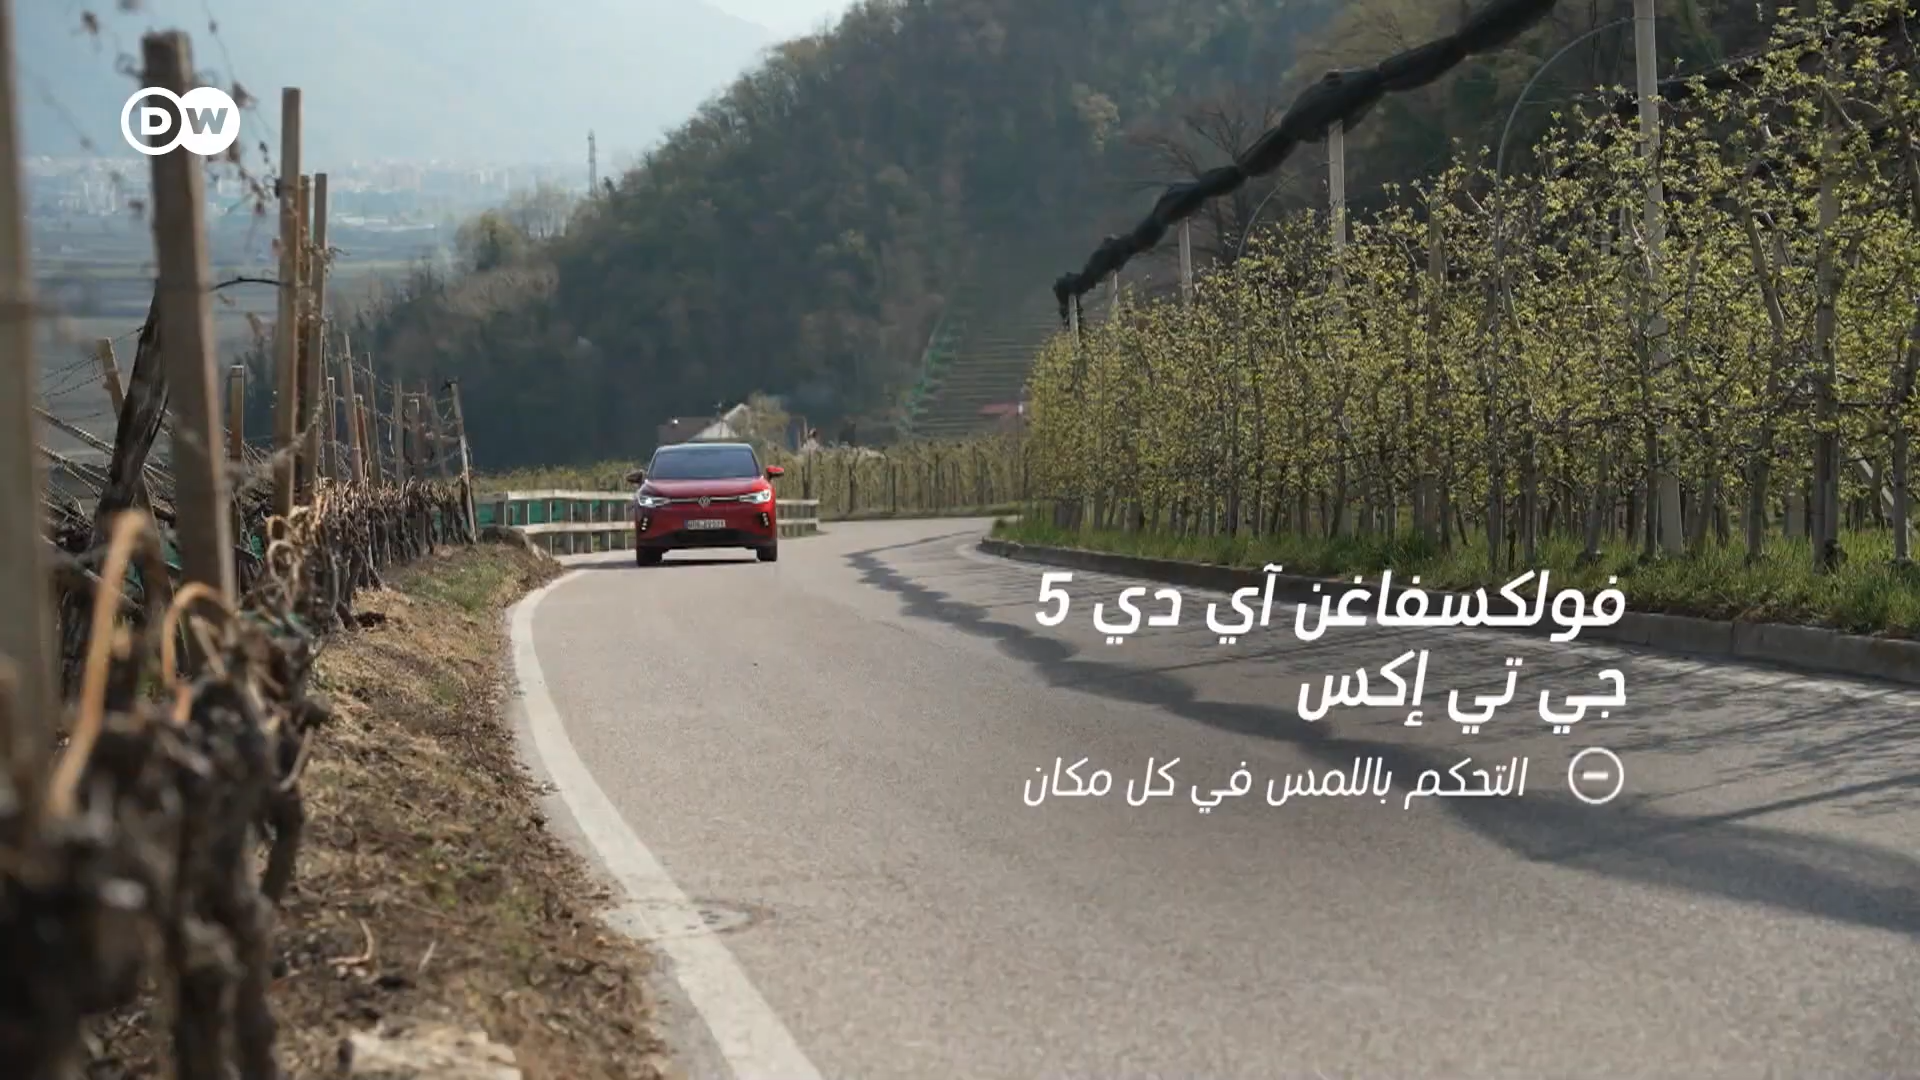 DW
فولكسفاغن آي دي 5
جي تي إكس
التحكم باللمس في كل مكان